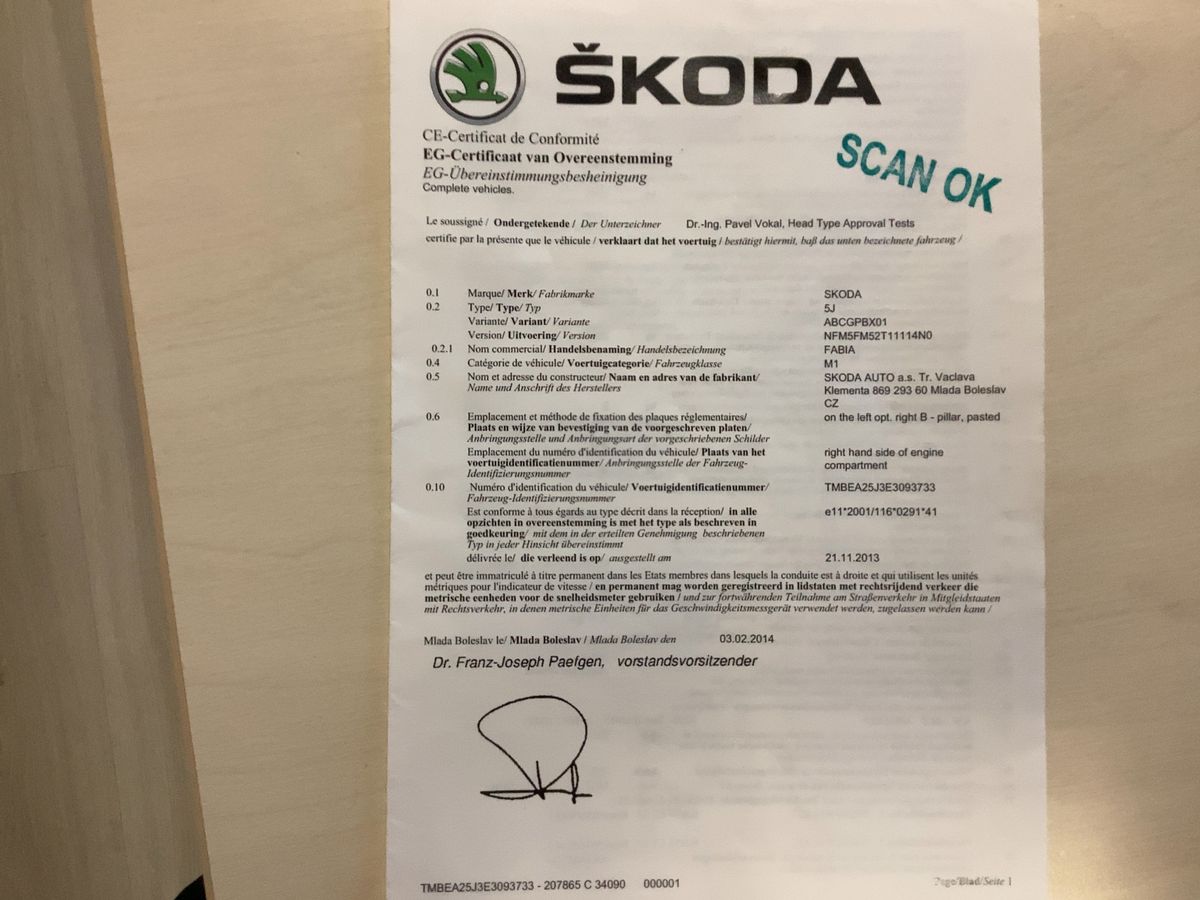 ŠKODA
CE-Certificat de Conformité
EG-Certificaat van Overeenstemming
EG-Übereinstimmungsbesheinigung
Complete vehicles.
SCAN OK
Le soussigné / Ondergetekende / Der Unterzeichner Dr.-Ing. Pavel Vokal, Head Type Approval Tests
certifie par la présente que le véhicule / verklaart dat het voertuig / bestätigt hiermit, baß das unten bezeichnete fahrzeug /
0.1 Marque/ Merk/ Fabrikmarke SKODA
0.2 Type/ Type/ Typ 5J
Variante/ Variant/ Variante ABCGPBX01
Version/ Uitvoering/ Version NFM5FM52T11114N0
0.2.1 Nom commercial/ Handelsbenaming/ Handelsbezeichnung FABIA
0.4 Catégorie de véhicule/ Voertuigcategorie/ Fahrzeugklasse M1
0.5 Nom et adresse du constructeur/ Naam en adres van de fabrikant/ SKODA AUTO a.s. Tr. Vaclava
Name und Anschrift des Herstellers Klementa 869 293 60 Mlada Boleslav
CZ
0.6 Emplacement et méthode de fixation des plaques réglementaires/ on the left opt. right B - pillar, pasted
Plaats en wijze van bevestiging van de voorgeschreven platen/
Anbringungsstelle und Anbringungsart der vorgeschriebenen Schilder
Emplacement du numéro d'identification du véhicule/ Plaats van het right hand side of engine
voertuigidentificatienummer/ Anbringungsstelle der Fahrzeug- compartment
Identifizierungsnummer
0.10 Numéro d'identification du véhicule/ Voertuigidentificatienummer/ TMBEA25J3E3093733
Fahrzeug-Identifizierungsnummer
Est conforme à tous égards au type décrit dans la réception/ in alle e11*2001/116*0291*41
opzichten in overeenstemming is met het type als beschreven in
goedkeuring/ mit dem in der erteilten Genehmigung beschriebenen
Typ in jeder Hinsicht übereinstimmt
délivrée le/ die verleend is op/ ausgestellt am 21.11.2013
et peut être immatriculé à titre permanent dans les Etats membres dans lesquels la conduite est à droite et qui utilisent les unités
métriques pour l'indicateur de vitesse / en permanent mag worden geregistreerd in lidstaten met rechtsrijdend verkeer die
metrische eenheden voor de snelheidsmeter gebruiken / und zur fortwährenden Teilnahme am Straßenverkehr in Mitgleidstaaten
mit Rechtsverkehr, in denen metrische Einheiten für das Geschwindigkeitsmessgerät verwendet werden, zugelassen werden kann /
Mlada Boleslav le/ Mlada Boleslav / Mlada Boleslav den 03.02.2014
Dr. Franz-Joseph Paefgen, vorstandsvorsitzender
TMBEA25J3E3093733 - 207865 C 34090 000001
Page/Blad/Seite 1